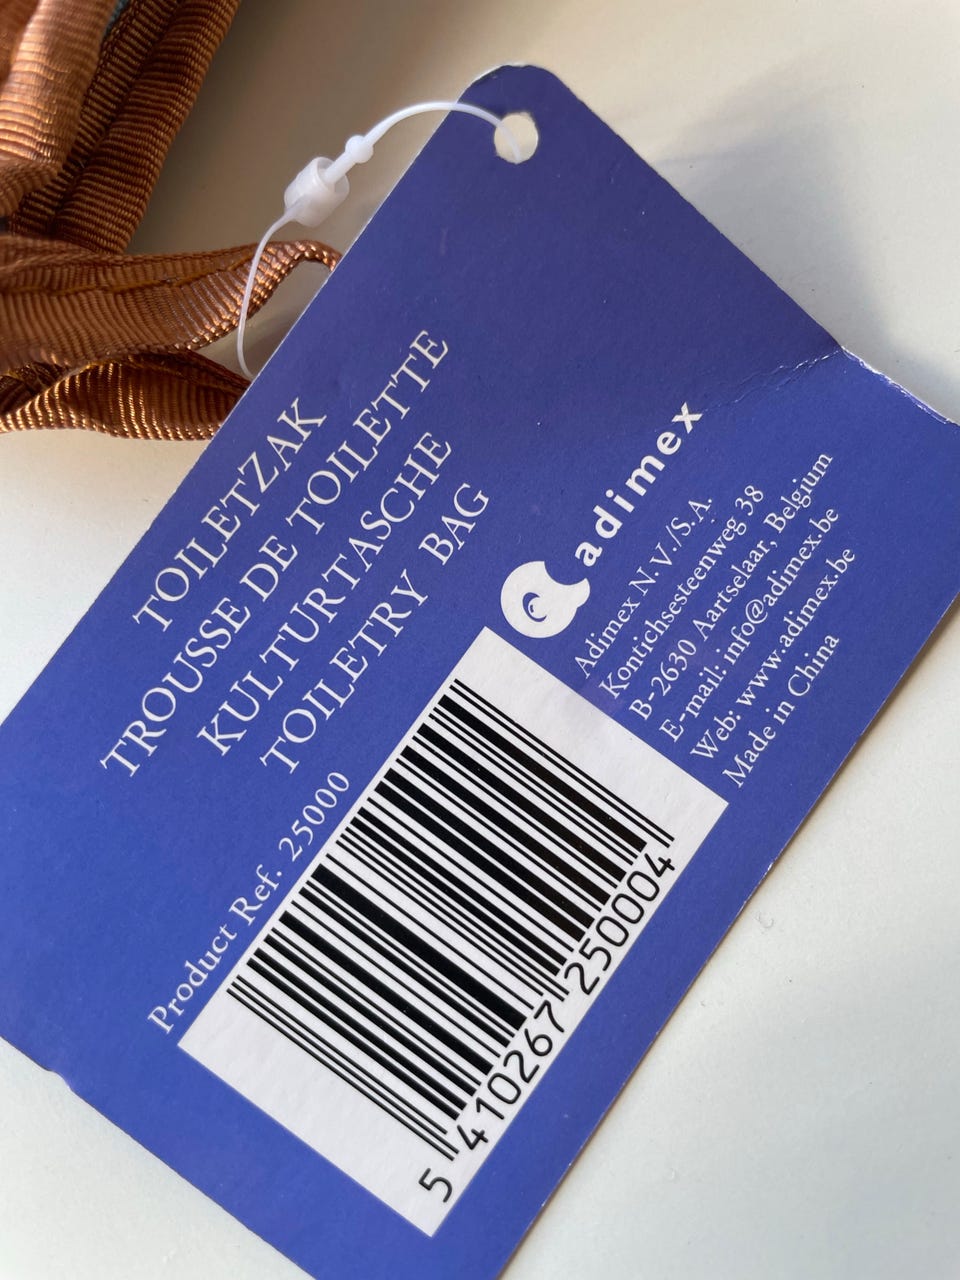 TOILETZAK
TROUSSE DE TOILETTE
KULTURTASCHE
TOILETRY BAG
Product Ref. 25000
5 410267 250004
adimex
Adimex N.V./S.A.
Kontichsesteenweg 38
B-2630 Aartselaar, Belgium
E-mail: info@adimex.be
Web: www.adimex.be
Made in China